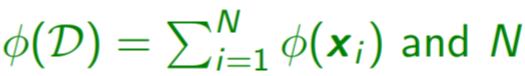 ϕ(𝒟) = ∑ᵢ₌₁ᴺ ϕ(𝒙ᵢ) and N